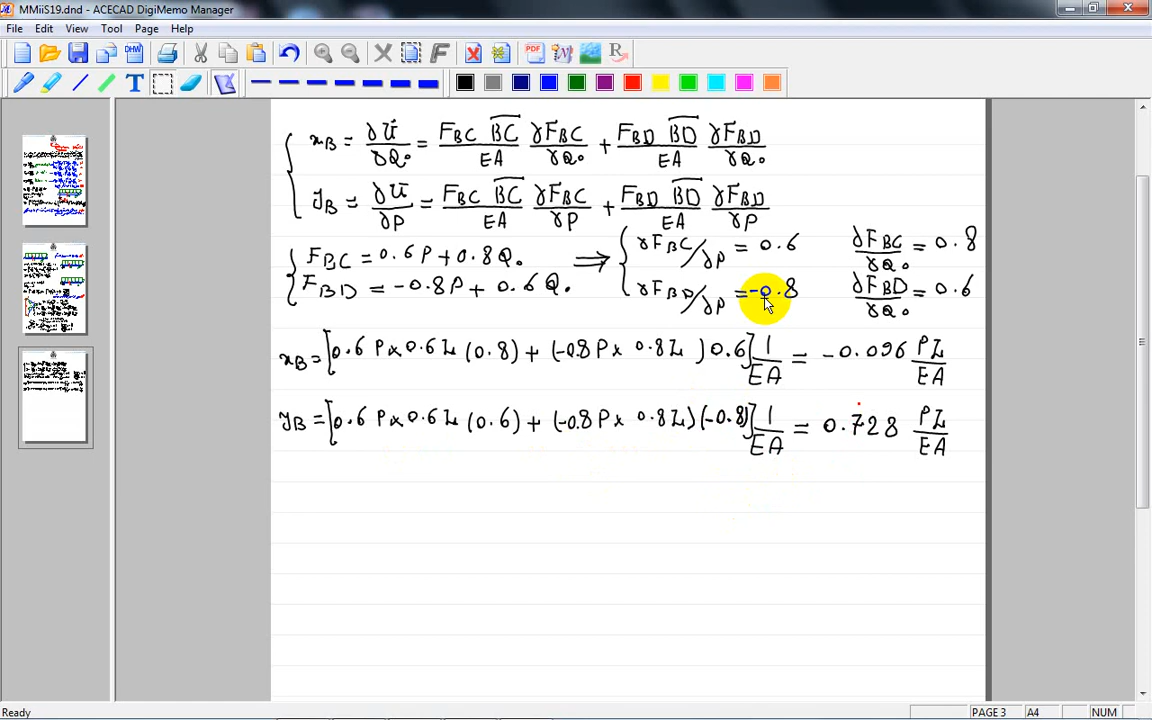 MMiiS19.dnd - ACECAD DigiMemo Manager
File Edit View Tool Page Help
x_B = ∂U/∂Q₀ = F_BC BC/EA ∂F_BC/∂Q₀ + F_BD BD/EA ∂F_BD/∂Q₀
y_B = ∂U/∂P = F_BC BC/EA ∂F_BC/∂P + F_BD BD/EA ∂F_BD/∂P
F_BC = 0.6P + 0.8Q₀ ⟹ ∂F_BC/∂P = 0.6 ∂F_BC/∂Q₀ = 0.8
F_BD = -0.8P + 0.6Q₀ ∂F_BD/∂P = -0.8 ∂F_BD/∂Q₀ = 0.6
x_B = [0.6 P × 0.6L (0.8) + (-0.8 P × 0.8L) 0.6] 1/EA = -0.096 PL/EA
y_B = [0.6 P × 0.6L (0.6) + (-0.8 P × 0.8L)(-0.8)] 1/EA = 0.728 PL/EA
Ready PAGE 3 A4 NUM